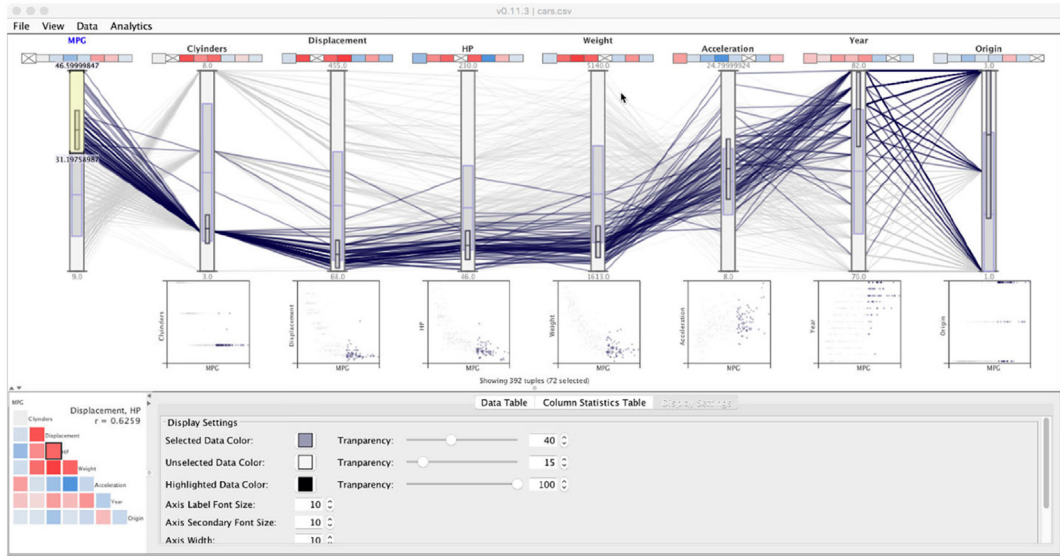 v0.11.3 | cars.csv
File View Data Analytics
MPG Clyinders Displacement HP Weight Acceleration Year Origin
46.59999847 8.0 455.0 230.0 5140.0 24.79999924 82.0 3.0
31.19758987
9.0 3.0 68.0 46.0 1613.0 8.0 70.0 1.0
Clyinders Displacement HP Weight Acceleration Year Origin
MPG MPG MPG MPG MPG MPG MPG
Showing 392 tuples (72 selected)
MPG
Clyinders
Displacement
HP
Weight
Acceleration
Year
Origin
Displacement, HP
r = 0.6259
Data Table Column Statistics Table Display Settings
Display Settings
Selected Data Color: Tranparency: 40
Unselected Data Color: Tranparency: 15
Highlighted Data Color: Tranparency: 100
Axis Label Font Size: 10
Axis Secondary Font Size: 10
Axis Width: 10